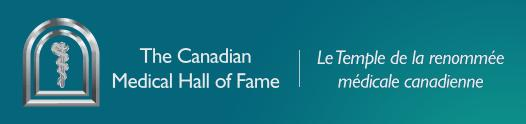 The Canadian
Medical Hall of Fame
Le Temple de la renommée
médicale canadienne